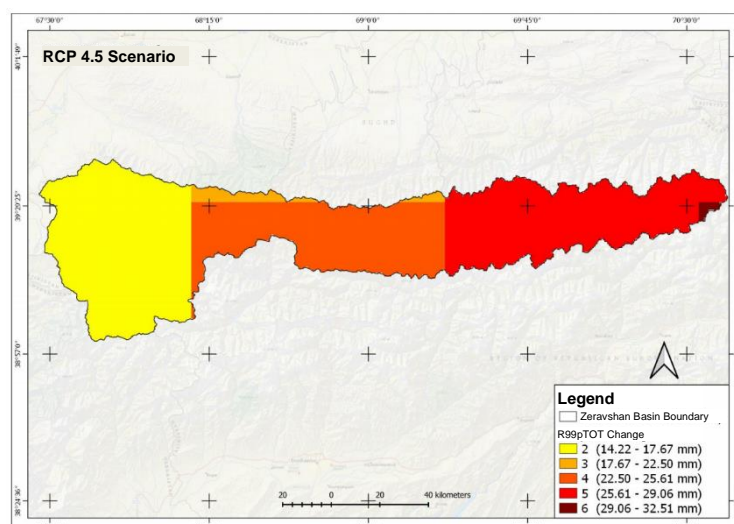 67°30'0 68°15'0 69°0'0 69°45'0 70°30'0
40°1'49
RCP 4.5 Scenario
39°29'25
38°57'0
38°24'36
Legend
Zeravshan Basin Boundary
R99pTOT Change
2 (14.22 - 17.67 mm)
3 (17.67 - 22.50 mm)
4 (22.50 - 25.61 mm)
5 (25.61 - 29.06 mm)
6 (29.06 - 32.51 mm)
20 0 20 40 kilometers